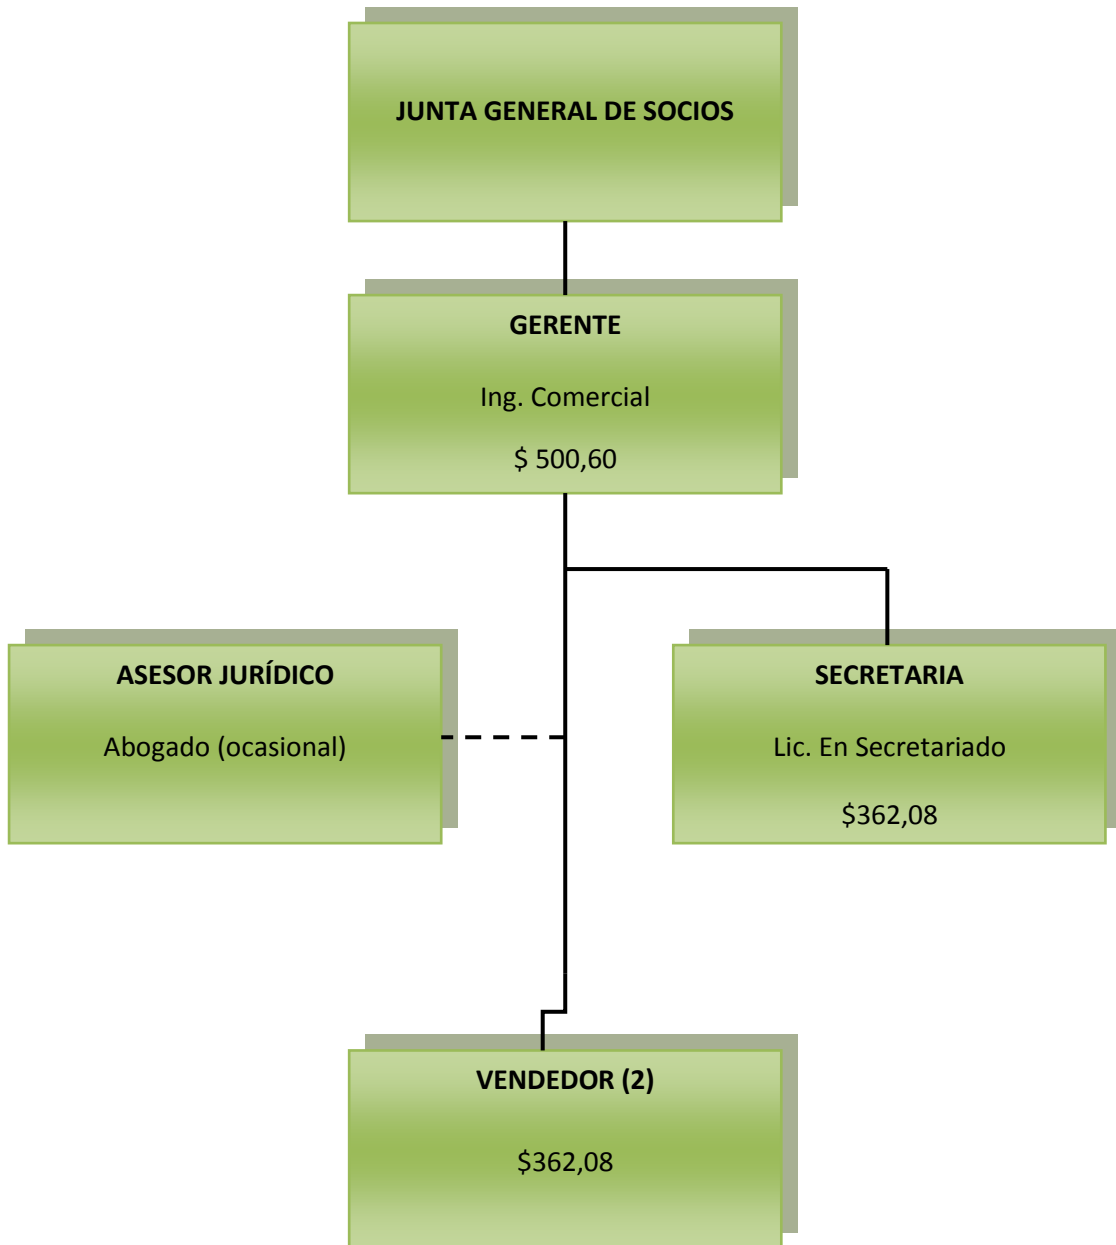 JUNTA GENERAL DE SOCIOS
GERENTE
Ing. Comercial
$ 500,60
ASESOR JURÍDICO
Abogado (ocasional)
SECRETARIA
Lic. En Secretariado
$362,08
VENDEDOR (2)
$362,08